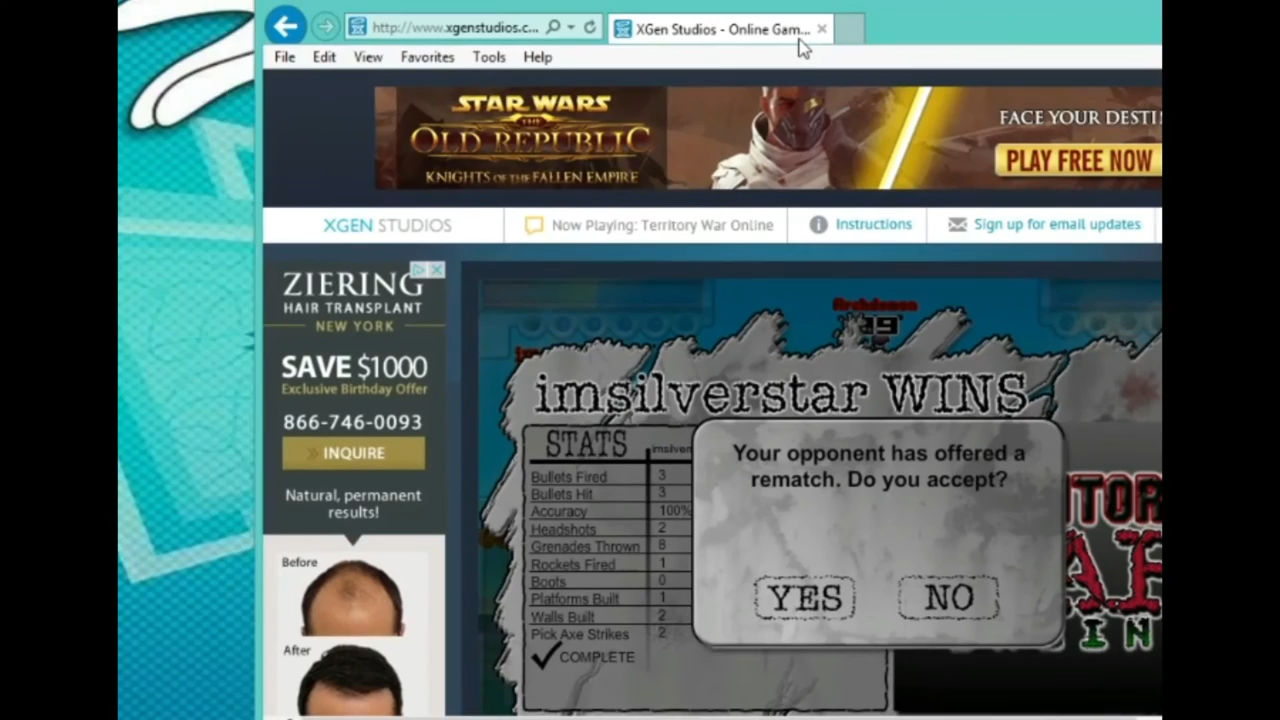 http://www.xgenstudios.c...
XGen Studios - Online Gam...
File Edit View Favorites Tools Help
STAR WARS
THE
OLD REPUBLIC
KNIGHTS OF THE FALLEN EMPIRE
FACE YOUR DESTI
PLAY FREE NOW
XGEN STUDIOS
Now Playing: Territory War Online
Instructions
Sign up for email updates
ZIERING
HAIR TRANSPLANT
NEW YORK
SAVE $1000
Exclusive Birthday Offer
866-746-0093
INQUIRE
Natural, permanent
results!
Before
After
Archdemon
99
imsilverstar WINS
STATS imsilver
Bullets Fired 3
Bullets Hit 3
Accuracy 100%
Headshots 2
Grenades Thrown 8
Rockets Fired 1
Boots 0
Platforms Built 1
Walls Built 2
Pick Axe Strikes 2
COMPLETE
Your opponent has offered a
rematch. Do you accept?
YES NO